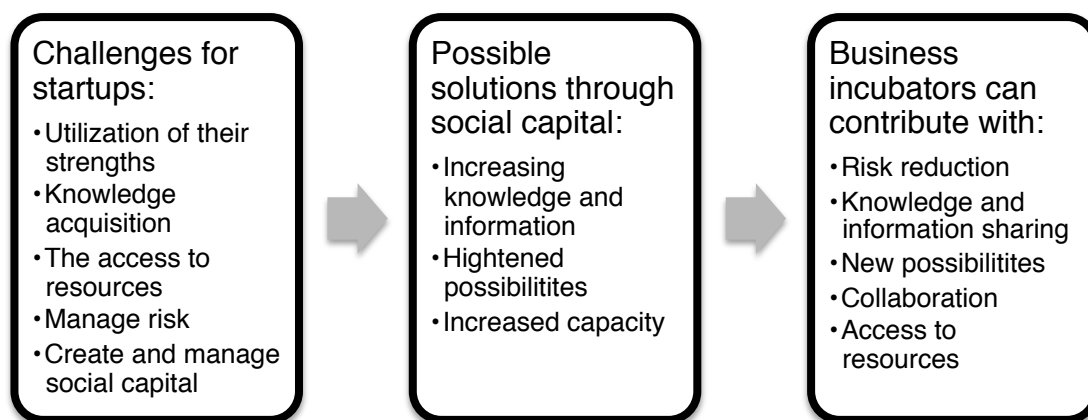 Challenges for
startups:
•Utilization of their
strengths
•Knowledge
acquisition
•The access to
resources
•Manage risk
•Create and manage
social capital
Possible
solutions through
social capital:
•Increasing
knowledge and
information
•Hightened
possibilitites
•Increased capacity
Business
incubators can
contribute with:
•Risk reduction
•Knowledge and
information sharing
•New possibilitites
•Collaboration
•Access to
resources